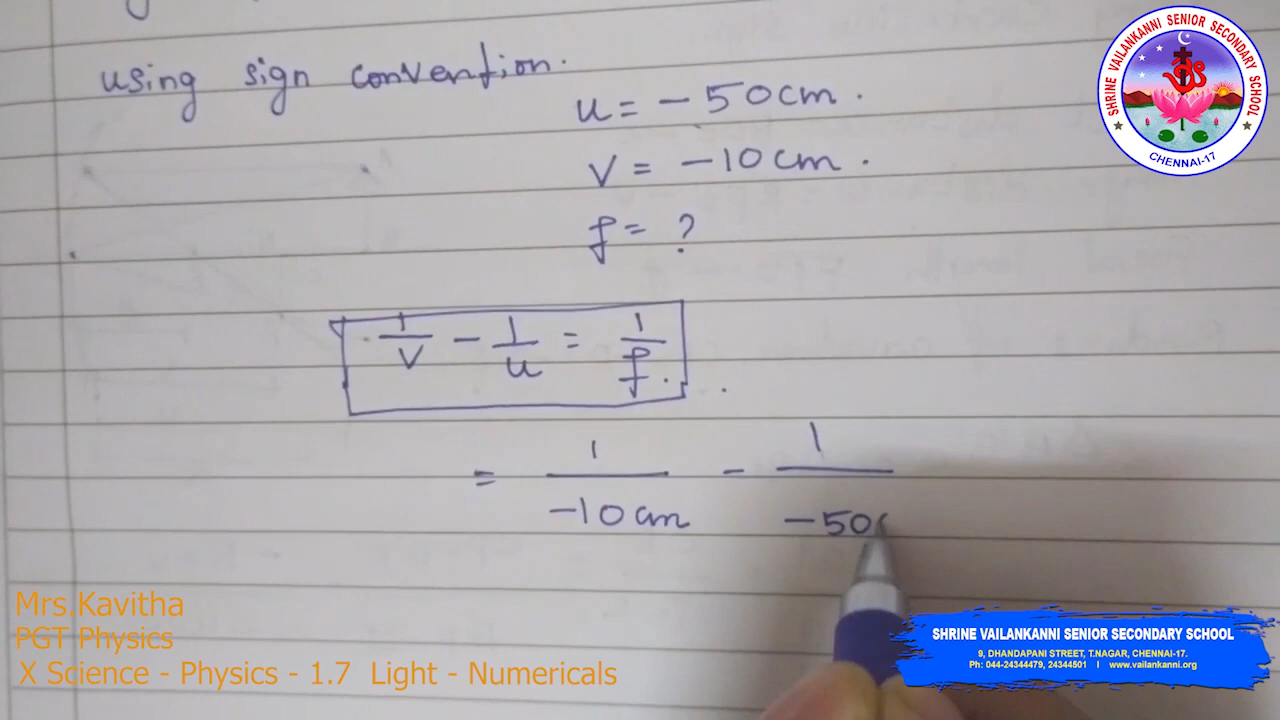 using sign convention.
u = - 50cm.
v = -10cm.
f = ?
1/v - 1/u = 1/f.
= 1/-10cm - 1/-50c
SHRINE VAILANKANNI SENIOR SECONDARY SCHOOL
CHENNAI-17
Mrs.Kavitha
PGT Physics
X Science - Physics - 1.7 Light - Numericals
SHRINE VAILANKANNI SENIOR SECONDARY SCHOOL
9, DHANDAPANI STREET, T.NAGAR, CHENNAI-17.
Ph: 044-24344479, 24344501 I www.vailankanni.org